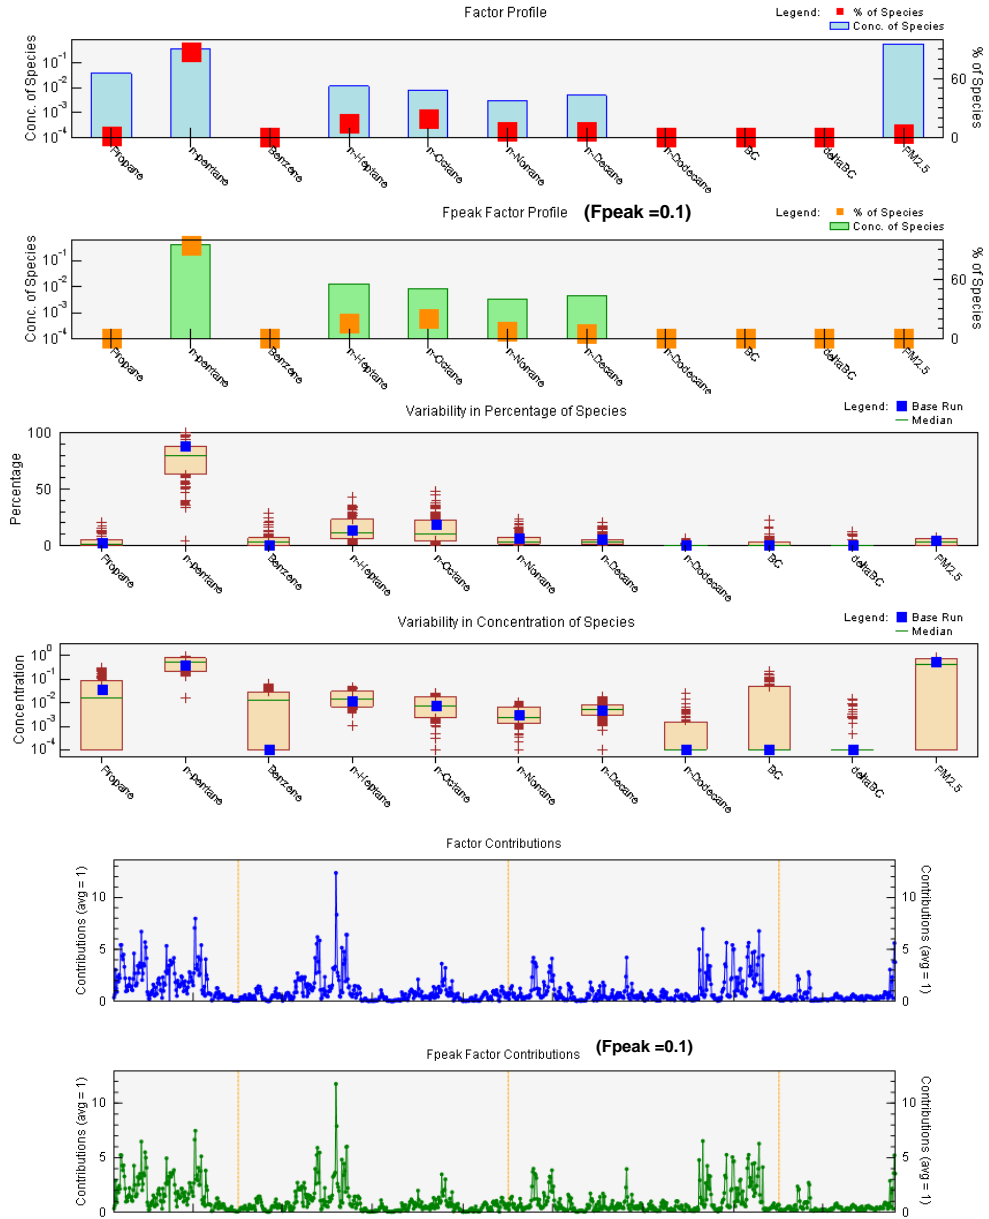 Factor Profile
Legend: % of Species
Conc. of Species
Conc. of Species
10^-1
10^-2
10^-3
10^-4
60
0
% of Species
Propane
n-pentane
Benzene
n-Heptane
n-Octane
n-Nonane
n-Decane
n-Dodecane
BC
deltaBC
PM2.5
Fpeak Factor Profile (Fpeak =0.1)
Legend: % of Species
Conc. of Species
Conc. of Species
10^-1
10^-2
10^-3
10^-4
60
0
% of Species
Propane
n-pentane
Benzene
n-Heptane
n-Octane
n-Nonane
n-Decane
n-Dodecane
BC
deltaBC
PM2.5
Variability in Percentage of Species
Legend: Base Run
Median
Percentage
100
50
0
Propane
n-pentane
Benzene
n-Heptane
n-Octane
n-Nonane
n-Decane
n-Dodecane
BC
deltaBC
PM2.5
Variability in Concentration of Species
Legend: Base Run
Median
Concentration
10^0
10^-1
10^-2
10^-3
10^-4
Propane
n-pentane
Benzene
n-Heptane
n-Octane
n-Nonane
n-Decane
n-Dodecane
BC
deltaBC
PM2.5
Factor Contributions
Contributions (avg = 1)
10
5
0
10
5
0
Contributions (avg = 1)
Fpeak Factor Contributions (Fpeak =0.1)
Contributions (avg = 1)
10
5
0
10
5
0
Contributions (avg = 1)